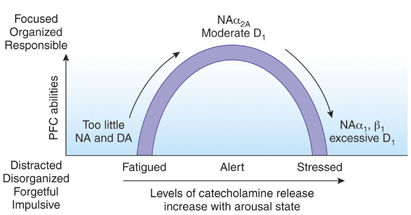 Focused
Organized
Responsible
PFC abilities
Distracted
Disorganized
Forgetful
Impulsive
NAα2A
Moderate D1
Too little
NA and DA
NAα1, β1
excessive D1
Fatigued Alert Stressed
Levels of catecholamine release
increase with arousal state